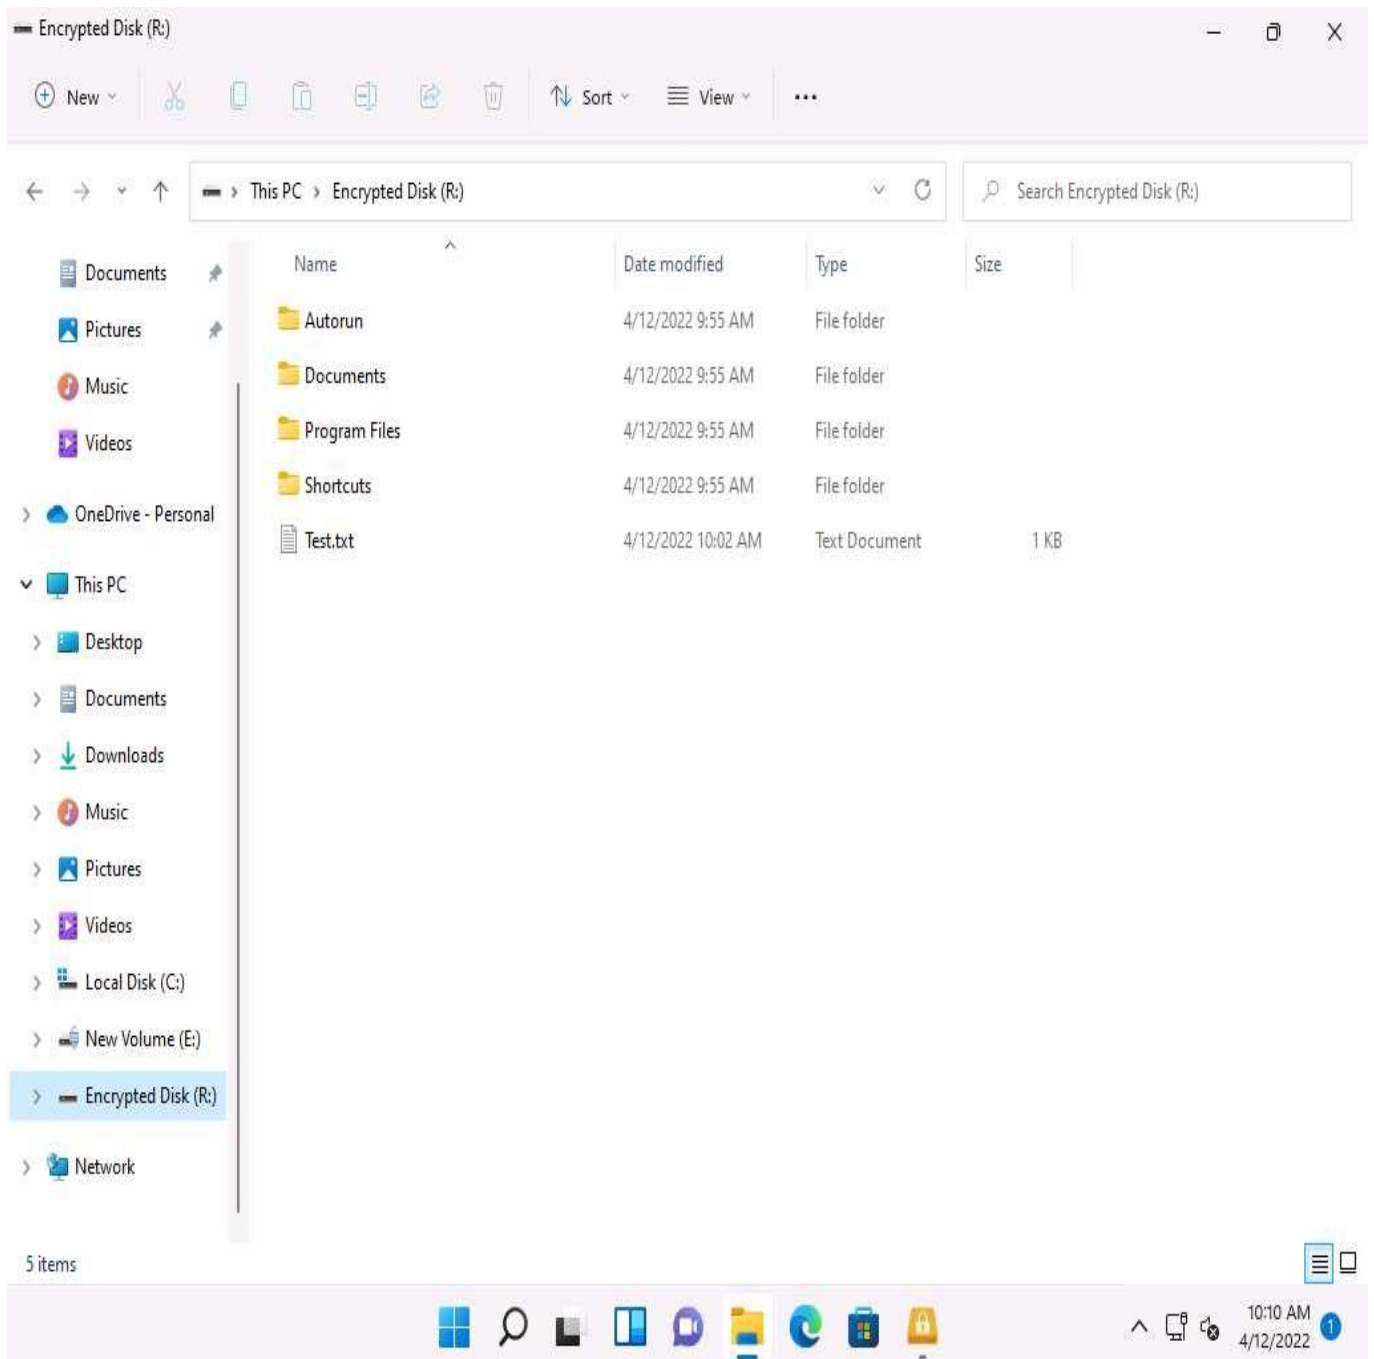 Encrypted Disk (R:)
New
Sort
View
This PC > Encrypted Disk (R:)
Search Encrypted Disk (R:)
Name Date modified Type Size
Documents
Pictures
Music
Videos
OneDrive - Personal
This PC
Desktop
Documents
Downloads
Music
Pictures
Videos
Local Disk (C:)
New Volume (E:)
Encrypted Disk (R:)
Network
Autorun 4/12/2022 9:55 AM File folder
Documents 4/12/2022 9:55 AM File folder
Program Files 4/12/2022 9:55 AM File folder
Shortcuts 4/12/2022 9:55 AM File folder
Test.txt 4/12/2022 10:02 AM Text Document 1 KB
5 items
10:10 AM
4/12/2022
1